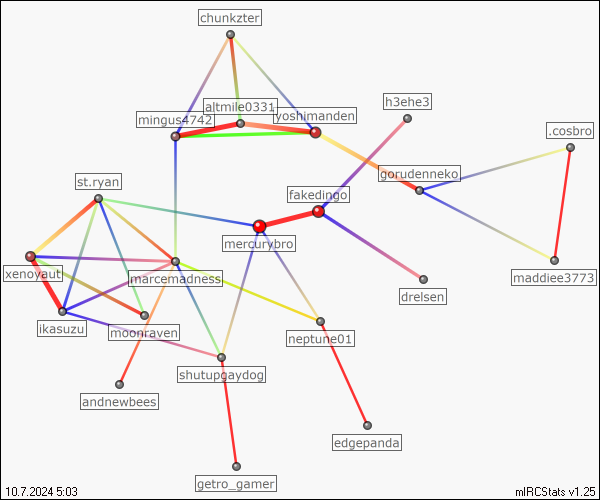 chunkzter
h3ehe3
altmile0331
mingus4742
yoshimanden
.cosbro
gorudenneko
st.ryan
fakedingo
mercurybro
xenoyaut
marcemadness
maddiee3773
drelsen
ikasuzu
moonraven
neptune01
shutupgaydog
andnewbees
edgepanda
getro_gamer
10.7.2024 5:03
mIRCStats v1.25